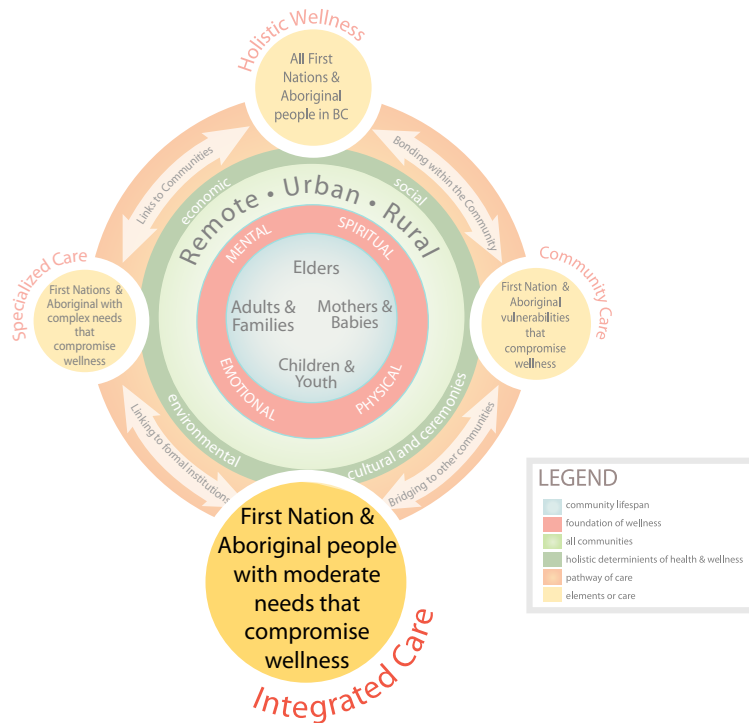 Holistic Wellness
All First
Nations &
Aboriginal
people in BC
Links to Communities
Bonding within the Community
economic
social
Remote • Urban • Rural
MENTAL
SPIRITUAL
Elders
Adults &
Families
Mothers &
Babies
Children &
Youth
EMOTIONAL
PHYSICAL
Specialized Care
First Nations &
Aboriginal with
complex needs
that
compromise
wellness
Community Care
First Nation &
Aboriginal
vulnerabilities
that
compromise
wellness
environmental
cultural and ceremonies
Linking to formal institutions
Bridging to other communities
First Nation &
Aboriginal people
with moderate
needs that
compromise
wellness
Integrated Care
LEGEND
community lifespan
foundation of wellness
all communities
holistic determinients of health & wellness
pathway of care
elements or care